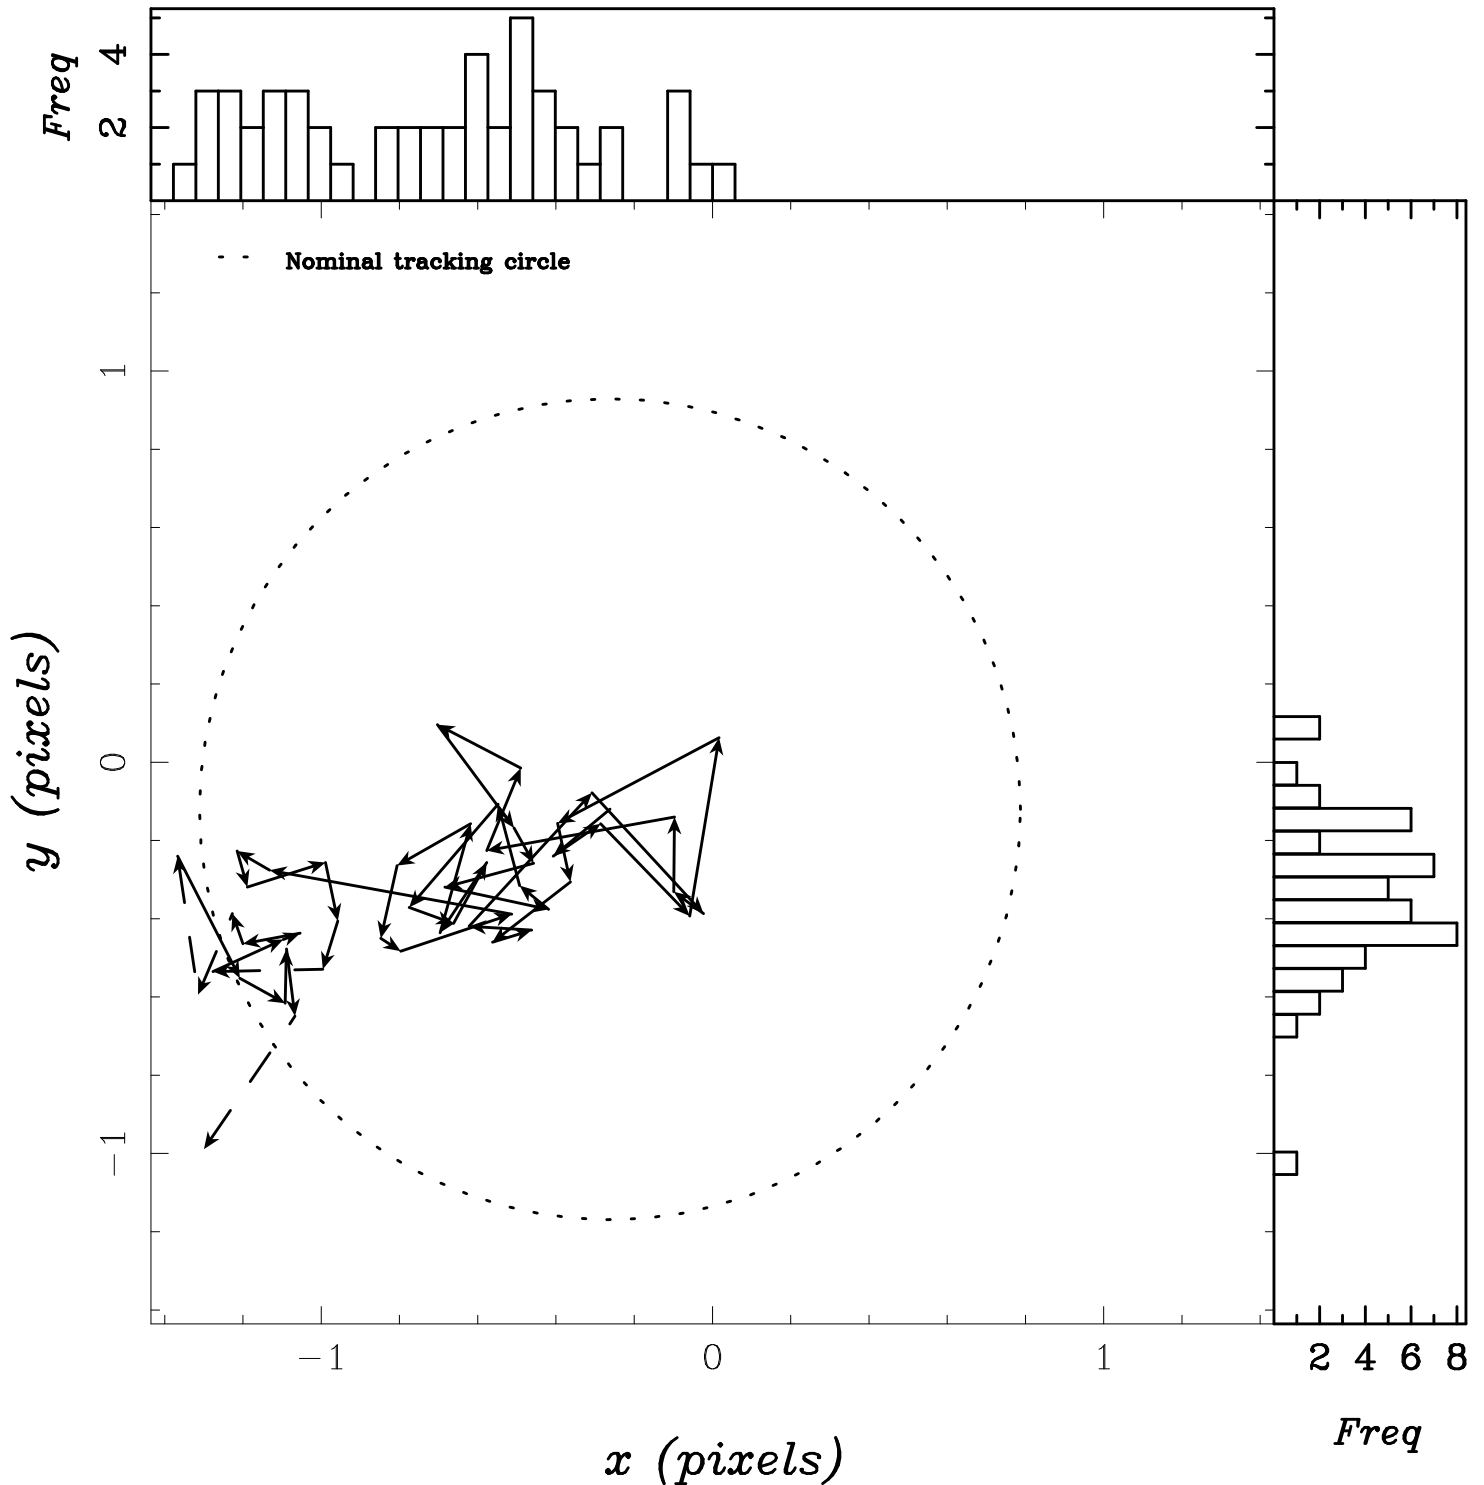 Freq
4
2
Nominal tracking circle
1
0
−1
y (pixels)
−1 0 1
2 4 6 8
Freq
x (pixels)